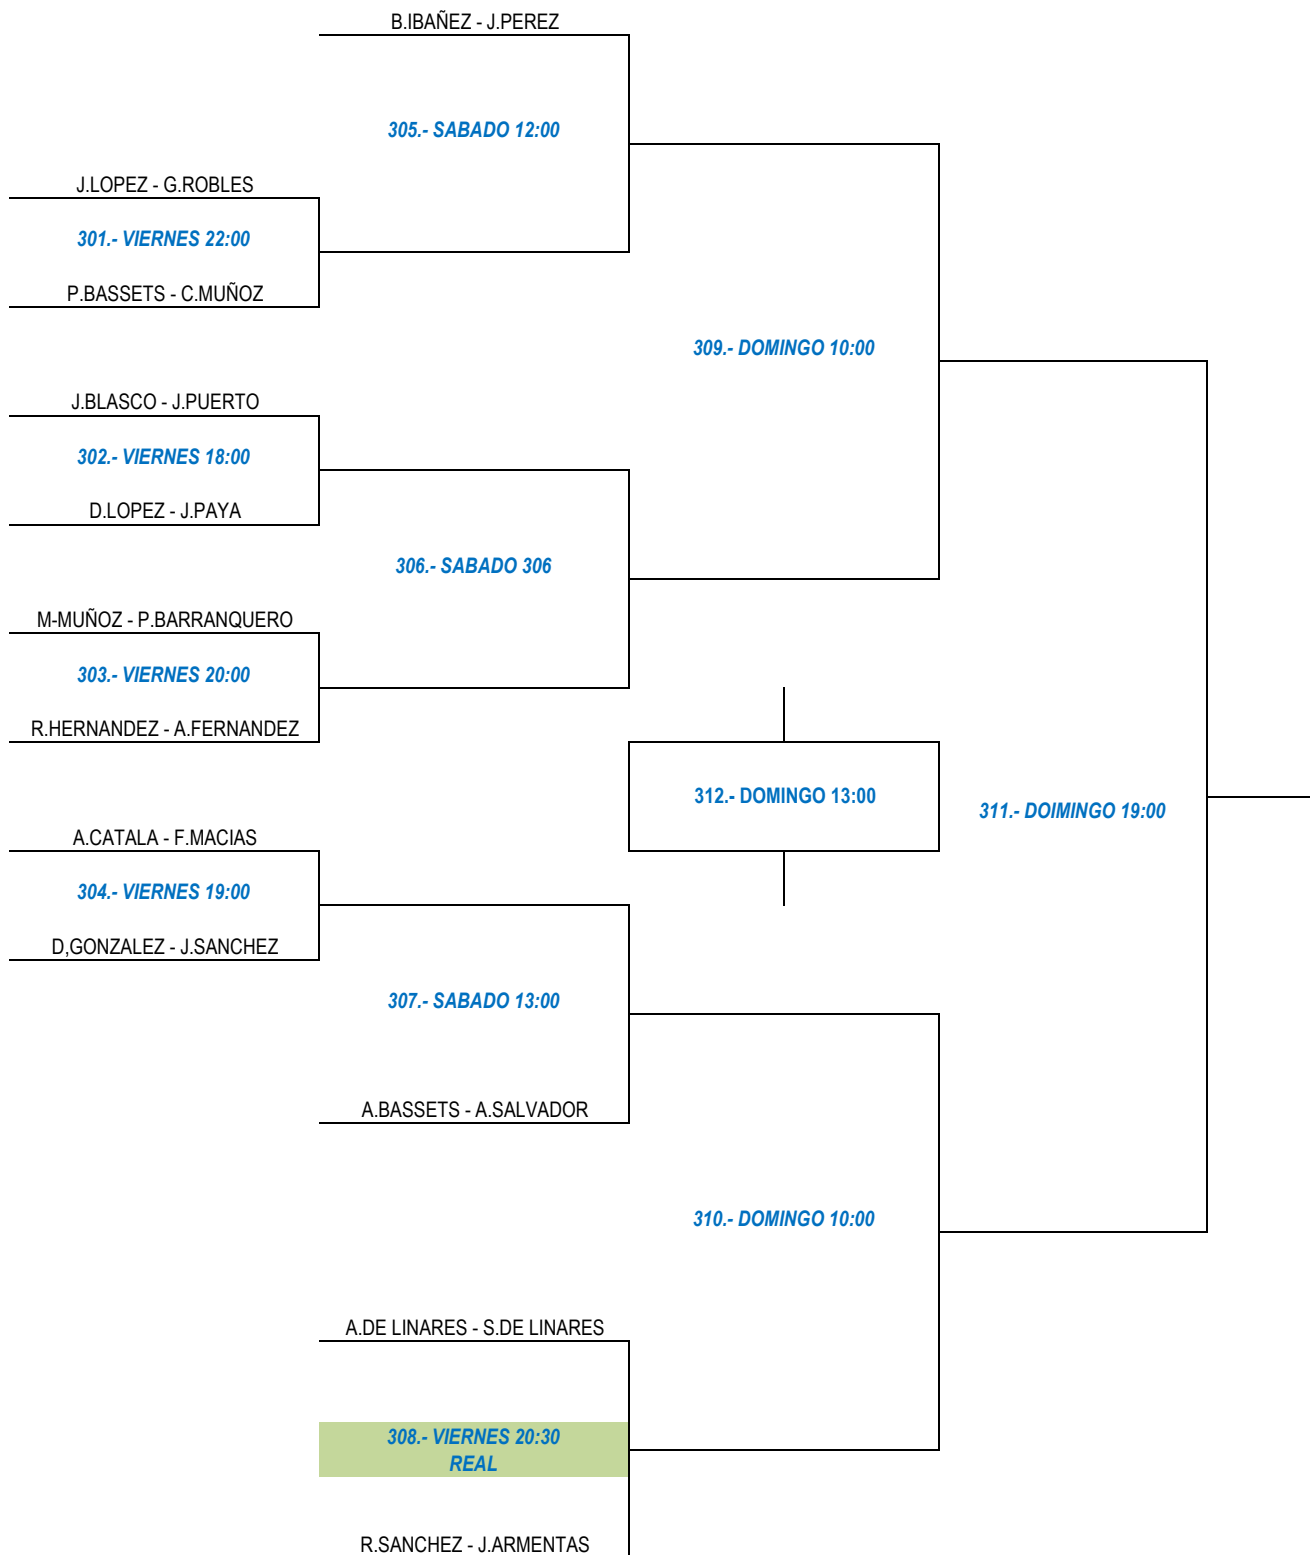 B.IBAÑEZ - J.PEREZ
305.- SABADO 12:00
J.LOPEZ - G.ROBLES
301.- VIERNES 22:00
P.BASSETS - C.MUÑOZ
309.- DOMINGO 10:00
J.BLASCO - J.PUERTO
302.- VIERNES 18:00
D.LOPEZ - J.PAYA
306.- SABADO 306
M-MUÑOZ - P.BARRANQUERO
303.- VIERNES 20:00
R.HERNANDEZ - A.FERNANDEZ
312.- DOMINGO 13:00
311.- DOIMINGO 19:00
A.CATALA - F.MACIAS
304.- VIERNES 19:00
D,GONZALEZ - J.SANCHEZ
307.- SABADO 13:00
A.BASSETS - A.SALVADOR
310.- DOMINGO 10:00
A.DE LINARES - S.DE LINARES
308.- VIERNES 20:30
REAL
R.SANCHEZ - J.ARMENTAS